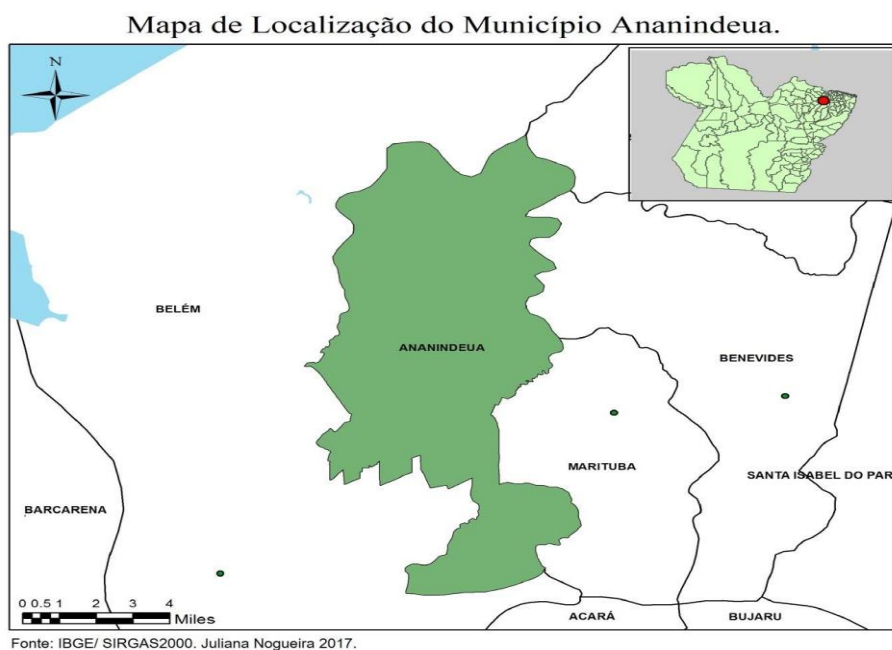 Mapa de Localização do Município Ananindeua.
N
BELÉM
ANANINDEUA
BENEVIDES
MARITUBA
SANTA ISABEL DO PAR
BARCARENA
0 0.5 1 2 3 4
Miles
ACARÁ
BUJARU
Fonte: IBGE/ SIRGAS2000. Juliana Nogueira 2017.